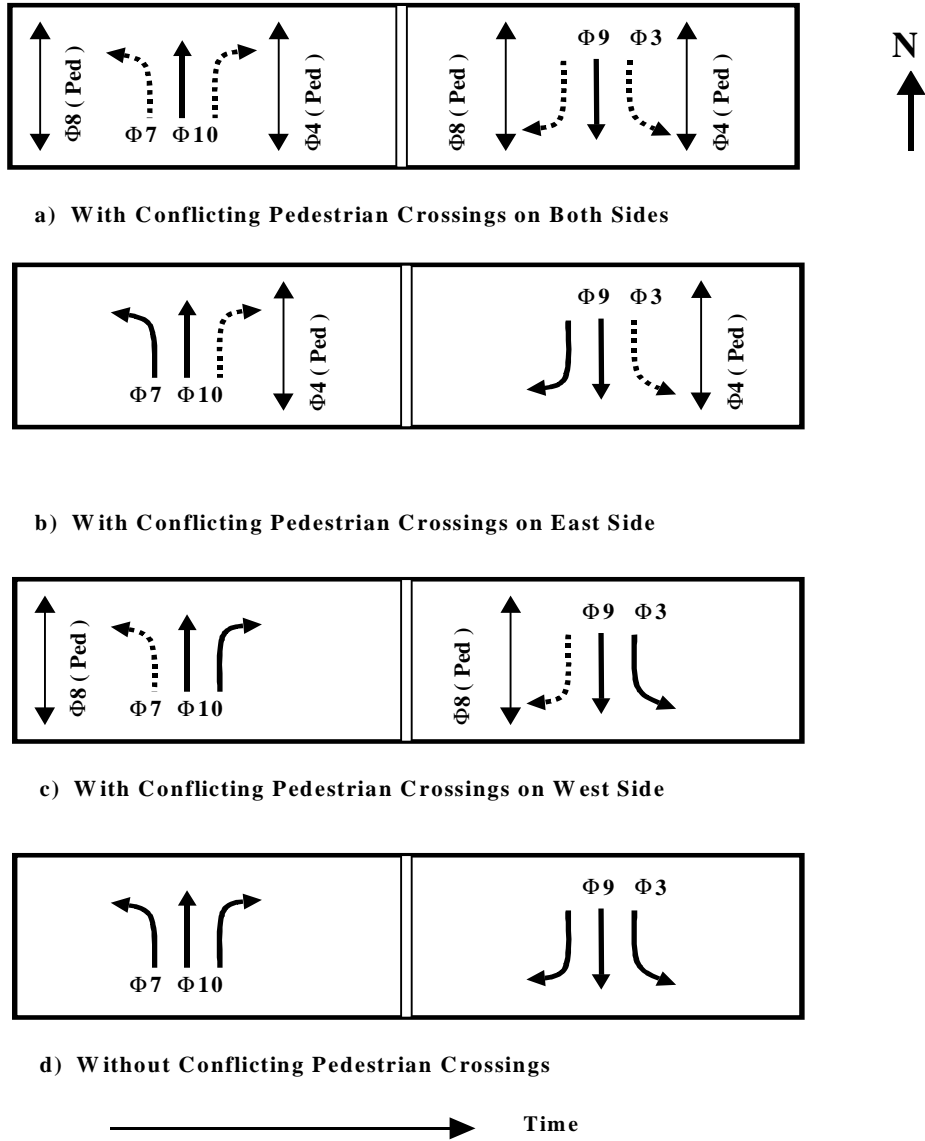 Φ9 Φ3
N
Φ8 ( Ped )
Φ7 Φ10
Φ4 ( Ped )
Φ8 ( Ped )
Φ4 ( Ped )
a) With Conflicting Pedestrian Crossings on Both Sides
Φ9 Φ3
Φ7 Φ10
Φ4 ( Ped )
Φ4 ( Ped )
b) With Conflicting Pedestrian Crossings on East Side
Φ9 Φ3
Φ8 ( Ped )
Φ7 Φ10
Φ8 ( Ped )
c) With Conflicting Pedestrian Crossings on West Side
Φ9 Φ3
Φ7 Φ10
d) Without Conflicting Pedestrian Crossings
Time